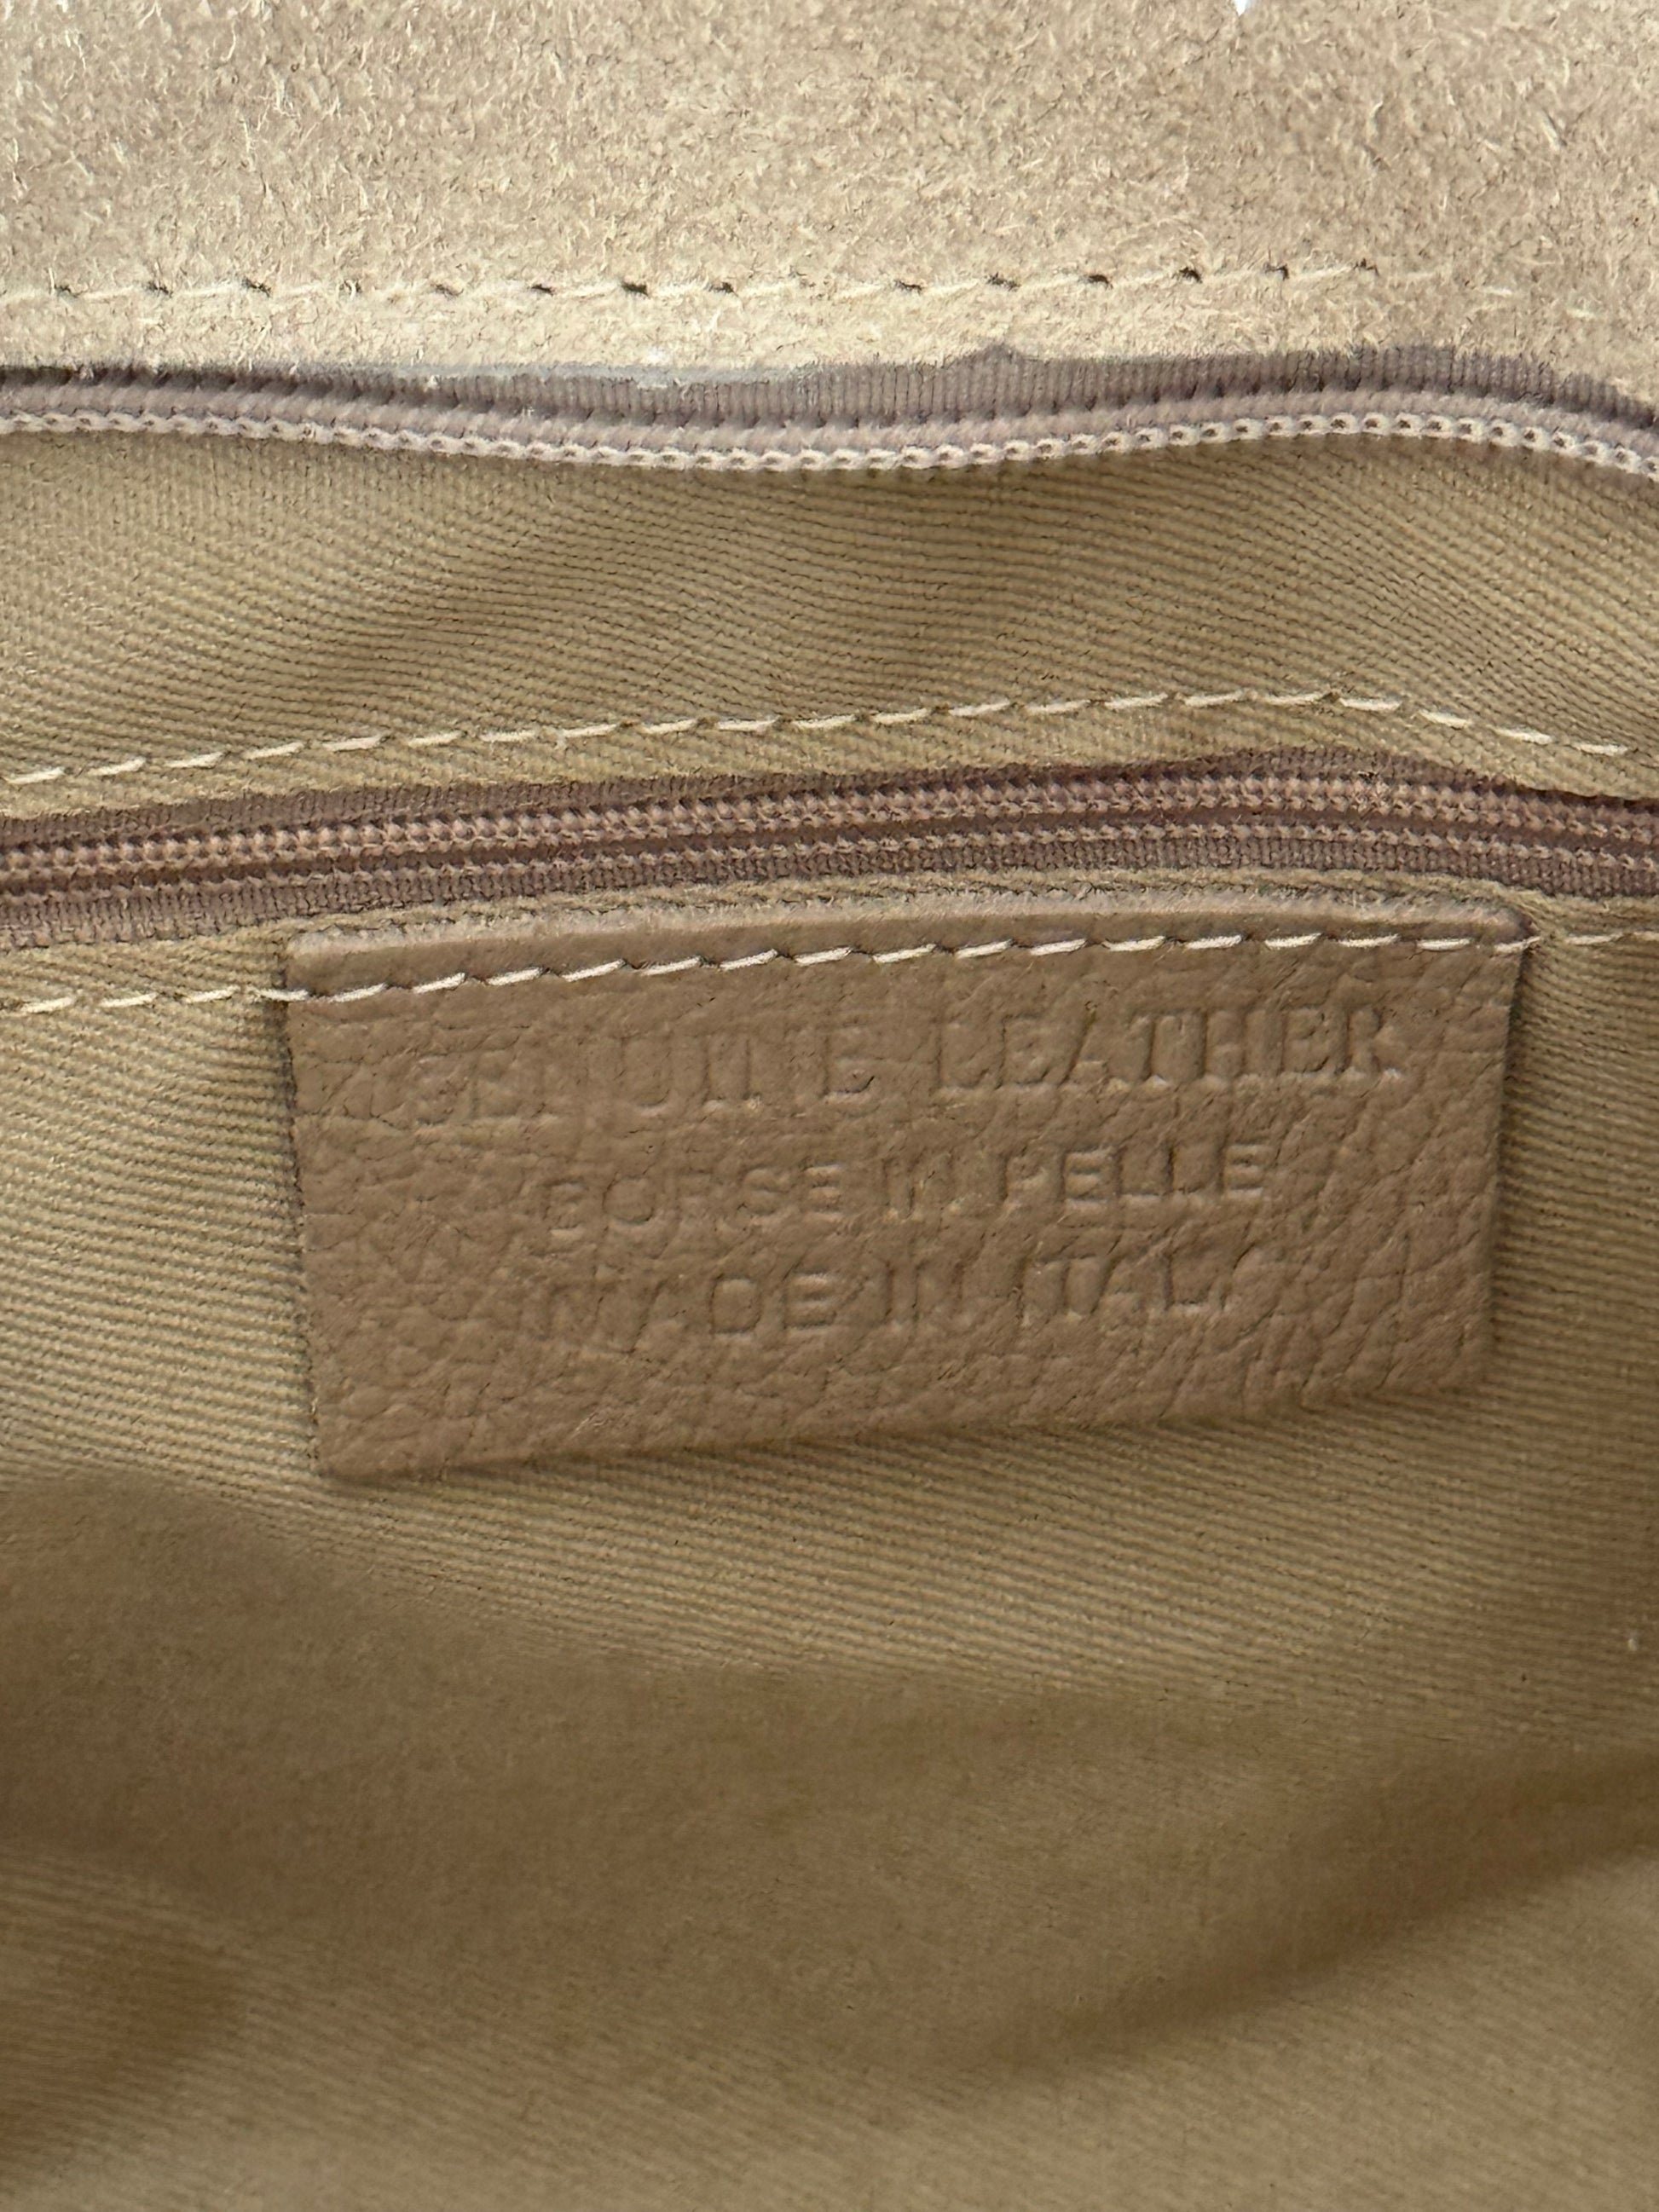 GENUINE LEATHER
BORSE IN PELLE
MADE IN ITALY